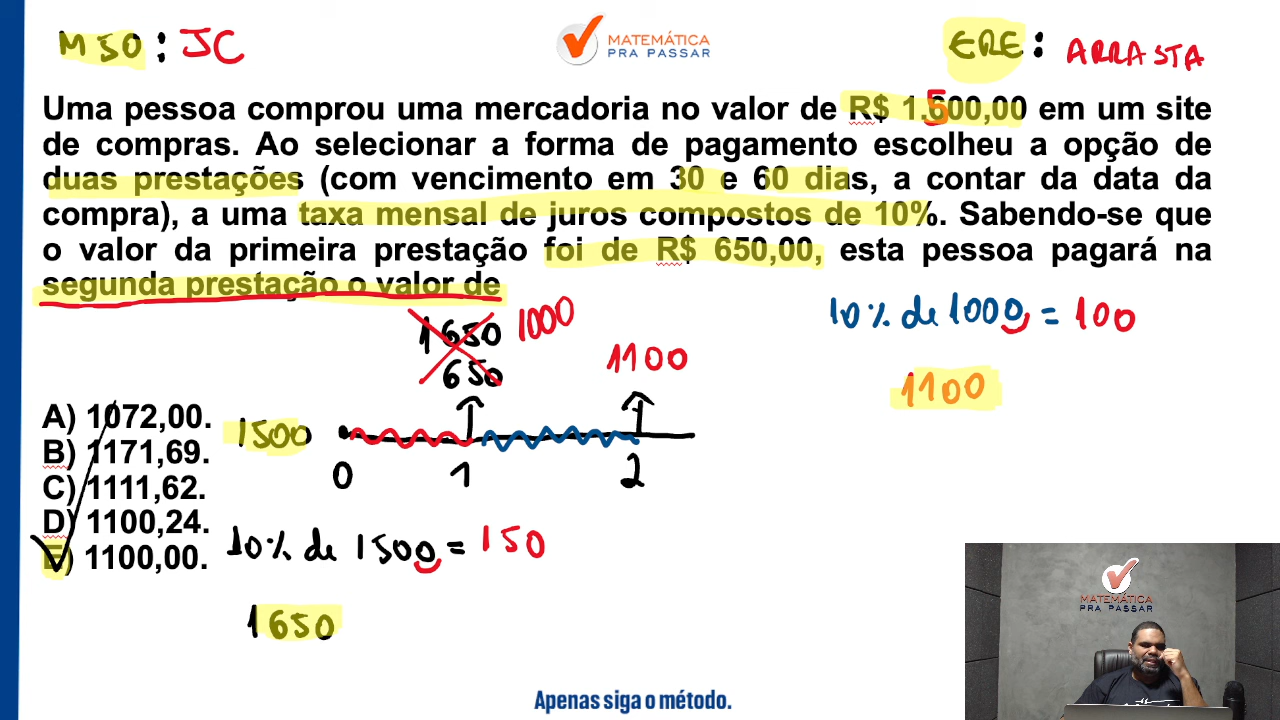 M50 : JC
MATEMÁTICA
PRA PASSAR
ERE : ARRASTA
Uma pessoa comprou uma mercadoria no valor de R$ 1.500,00 em um site
de compras. Ao selecionar a forma de pagamento escolheu a opção de
duas prestações (com vencimento em 30 e 60 dias, a contar da data da
compra), a uma taxa mensal de juros compostos de 10%. Sabendo-se que
o valor da primeira prestação foi de R$ 650,00, esta pessoa pagará na
segunda prestação o valor de
10% de 1000 = 100
1100
1650 1000
650
1100
1500
0 1 2
A) 1072,00.
B) 1171,69.
C) 1111,62.
D) 1100,24.
E) 1100,00.
10% de 1500 = 150
1650
MATEMÁTICA
PRA PASSAR
Apenas siga o método.